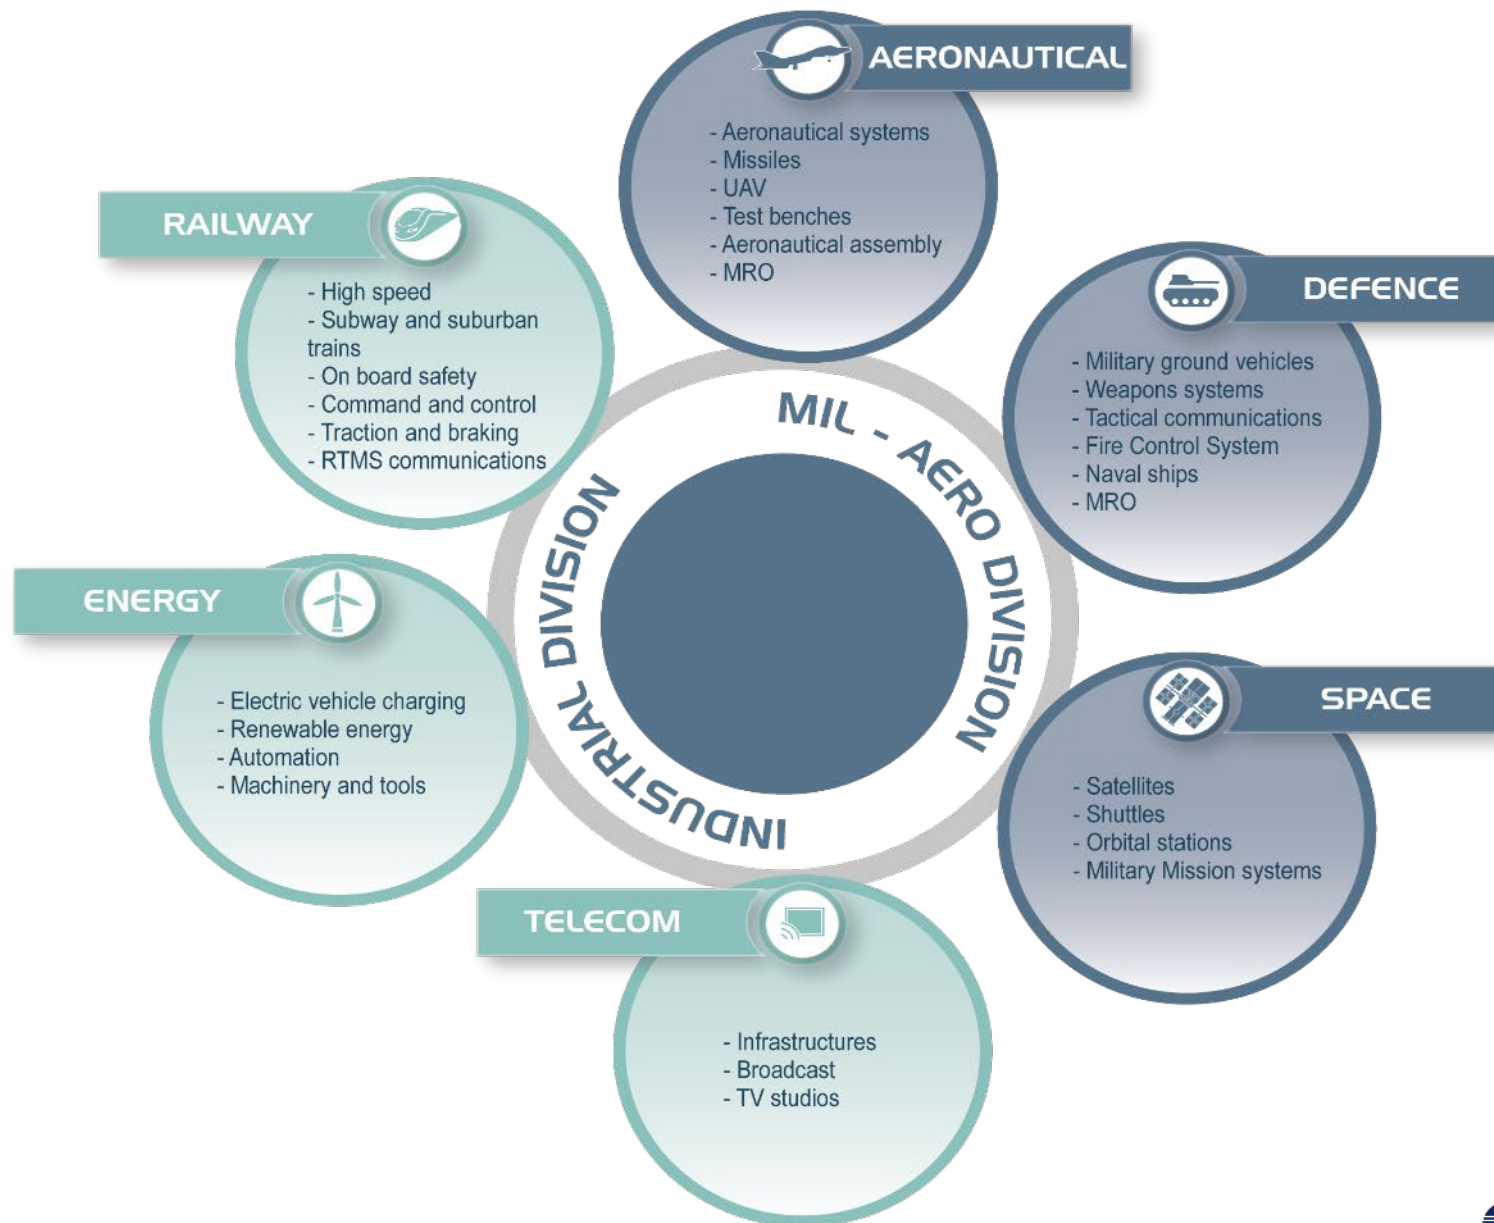 AERONAUTICAL
- Aeronautical systems
- Missiles
- UAV
- Test benches
- Aeronautical assembly
- MRO
RAILWAY
- High speed
- Subway and suburban
trains
- On board safety
- Command and control
- Traction and braking
- RTMS communications
DEFENCE
- Military ground vehicles
- Weapons systems
- Tactical communications
- Fire Control System
- Naval ships
- MRO
MIL - AERO DIVISION
INDUSTRIAL DIVISION
ENERGY
- Electric vehicle charging
- Renewable energy
- Automation
- Machinery and tools
SPACE
- Satellites
- Shuttles
- Orbital stations
- Military Mission systems
TELECOM
- Infrastructures
- Broadcast
- TV studios